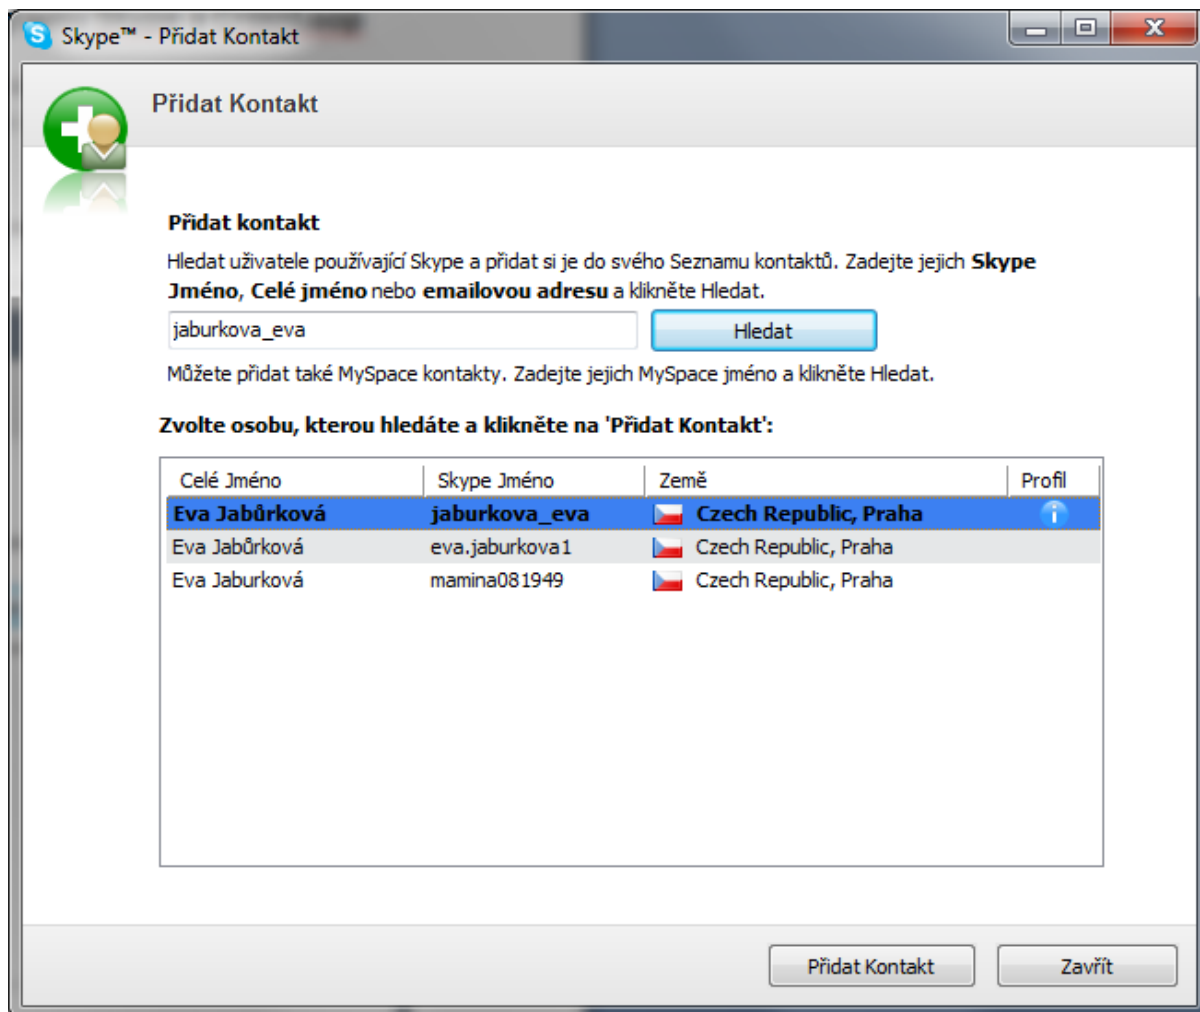 Skype™ - Přidat Kontakt
Přidat Kontakt
Přidat kontakt
Hledat uživatele používající Skype a přidat si je do svého Seznamu kontaktů. Zadejte jejich Skype
Jméno, Celé jméno nebo emailovou adresu a klikněte Hledat.
jaburkova_eva Hledat
Můžete přidat také MySpace kontakty. Zadejte jejich MySpace jméno a klikněte Hledat.
Zvolte osobu, kterou hledáte a klikněte na 'Přidat Kontakt':
Celé Jméno Skype Jméno Země Profil
Eva Jabůrková jaburkova_eva Czech Republic, Praha
Eva Jabůrková eva.jaburkova1 Czech Republic, Praha
Eva Jaburková mamina081949 Czech Republic, Praha
Přidat Kontakt Zavřít